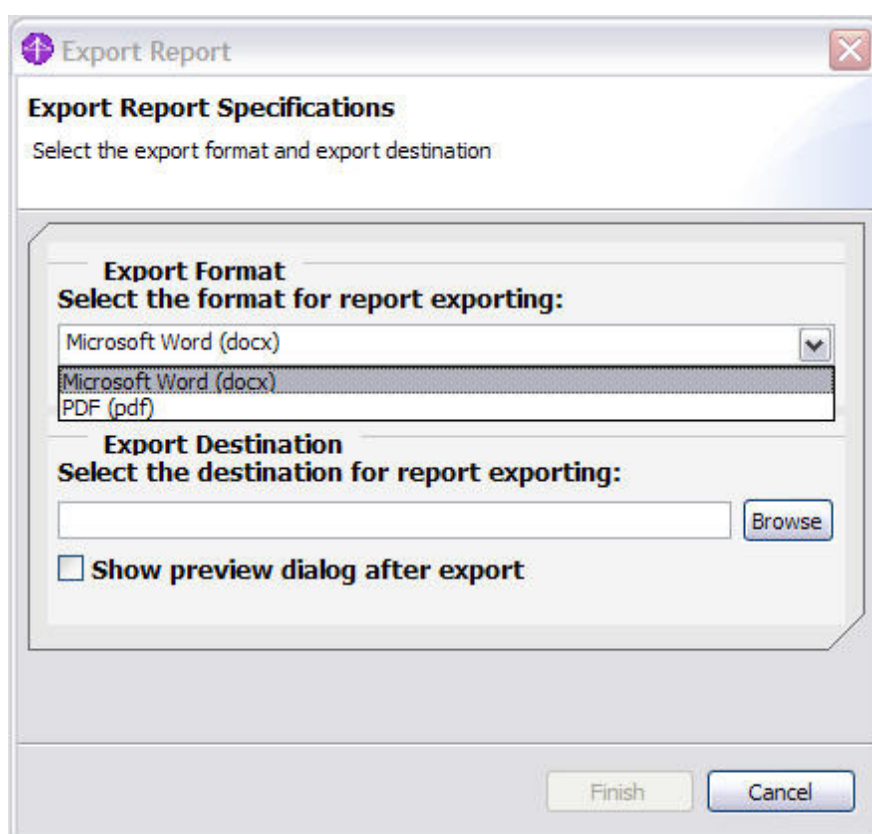 Export Report
Export Report Specifications
Select the export format and export destination
Export Format
Select the format for report exporting:
Microsoft Word (docx)
Microsoft Word (docx)
PDF (pdf)
Export Destination
Select the destination for report exporting:
Browse
Show preview dialog after export
Finish Cancel